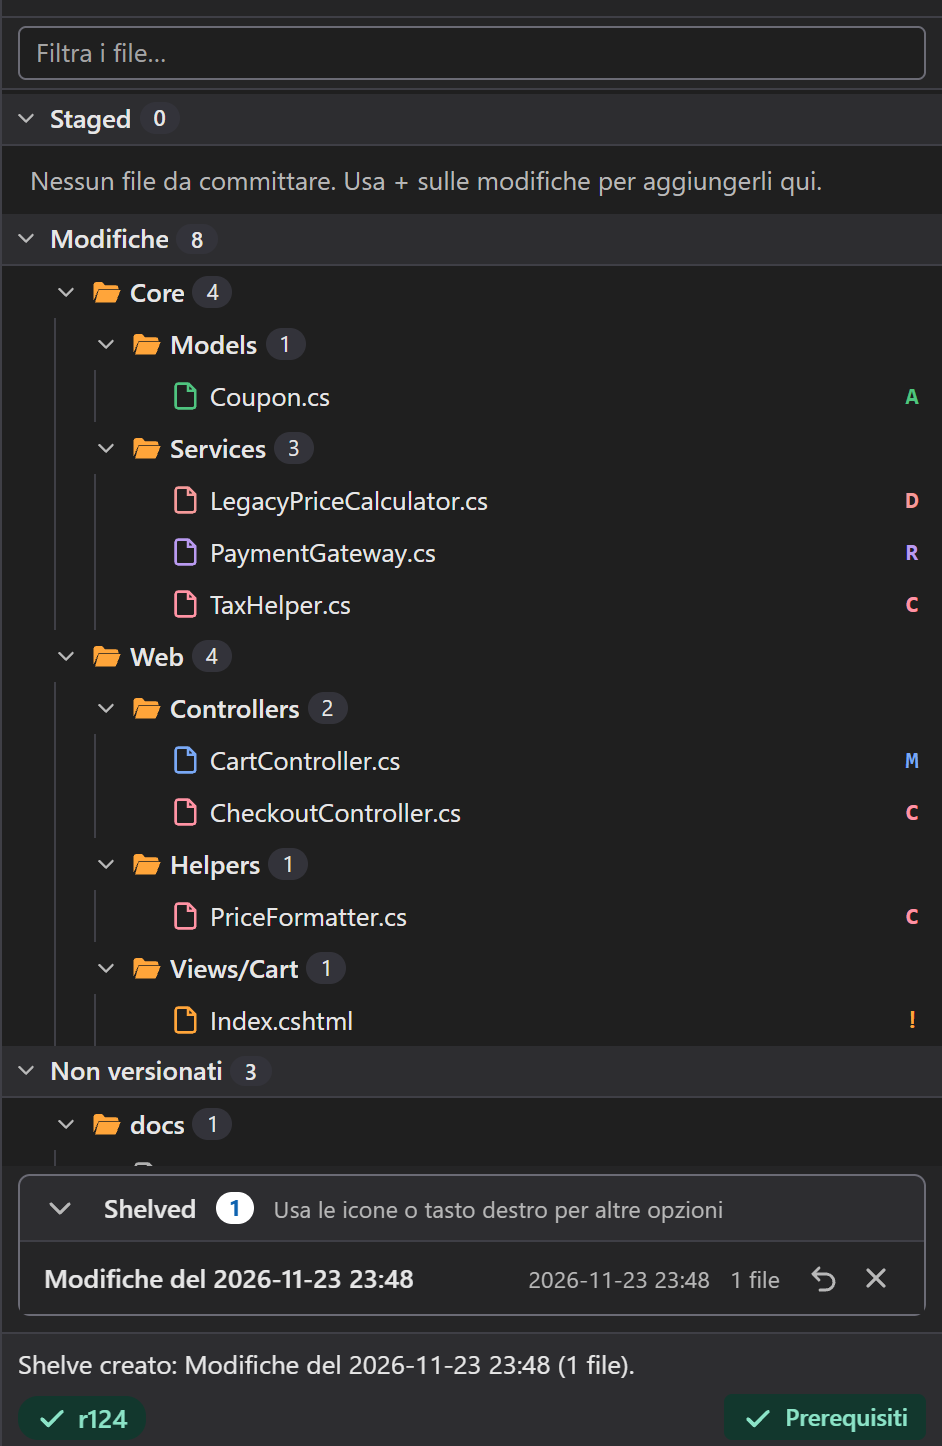 Filtra i file...
Staged 0
Nessun file da committare. Usa + sulle modifiche per aggiungerli qui.
Modifiche 8
Core 4
Models 1
Coupon.cs A
Services 3
LegacyPriceCalculator.cs D
PaymentGateway.cs R
TaxHelper.cs C
Web 4
Controllers 2
CartController.cs M
CheckoutController.cs C
Helpers 1
PriceFormatter.cs C
Views/Cart 1
Index.cshtml !
Non versionati 3
docs 1
Shelved 1 Usa le icone o tasto destro per altre opzioni
Modifiche del 2026-11-23 23:48 2026-11-23 23:48 1 file
Shelve creato: Modifiche del 2026-11-23 23:48 (1 file).
r124 Prerequisiti